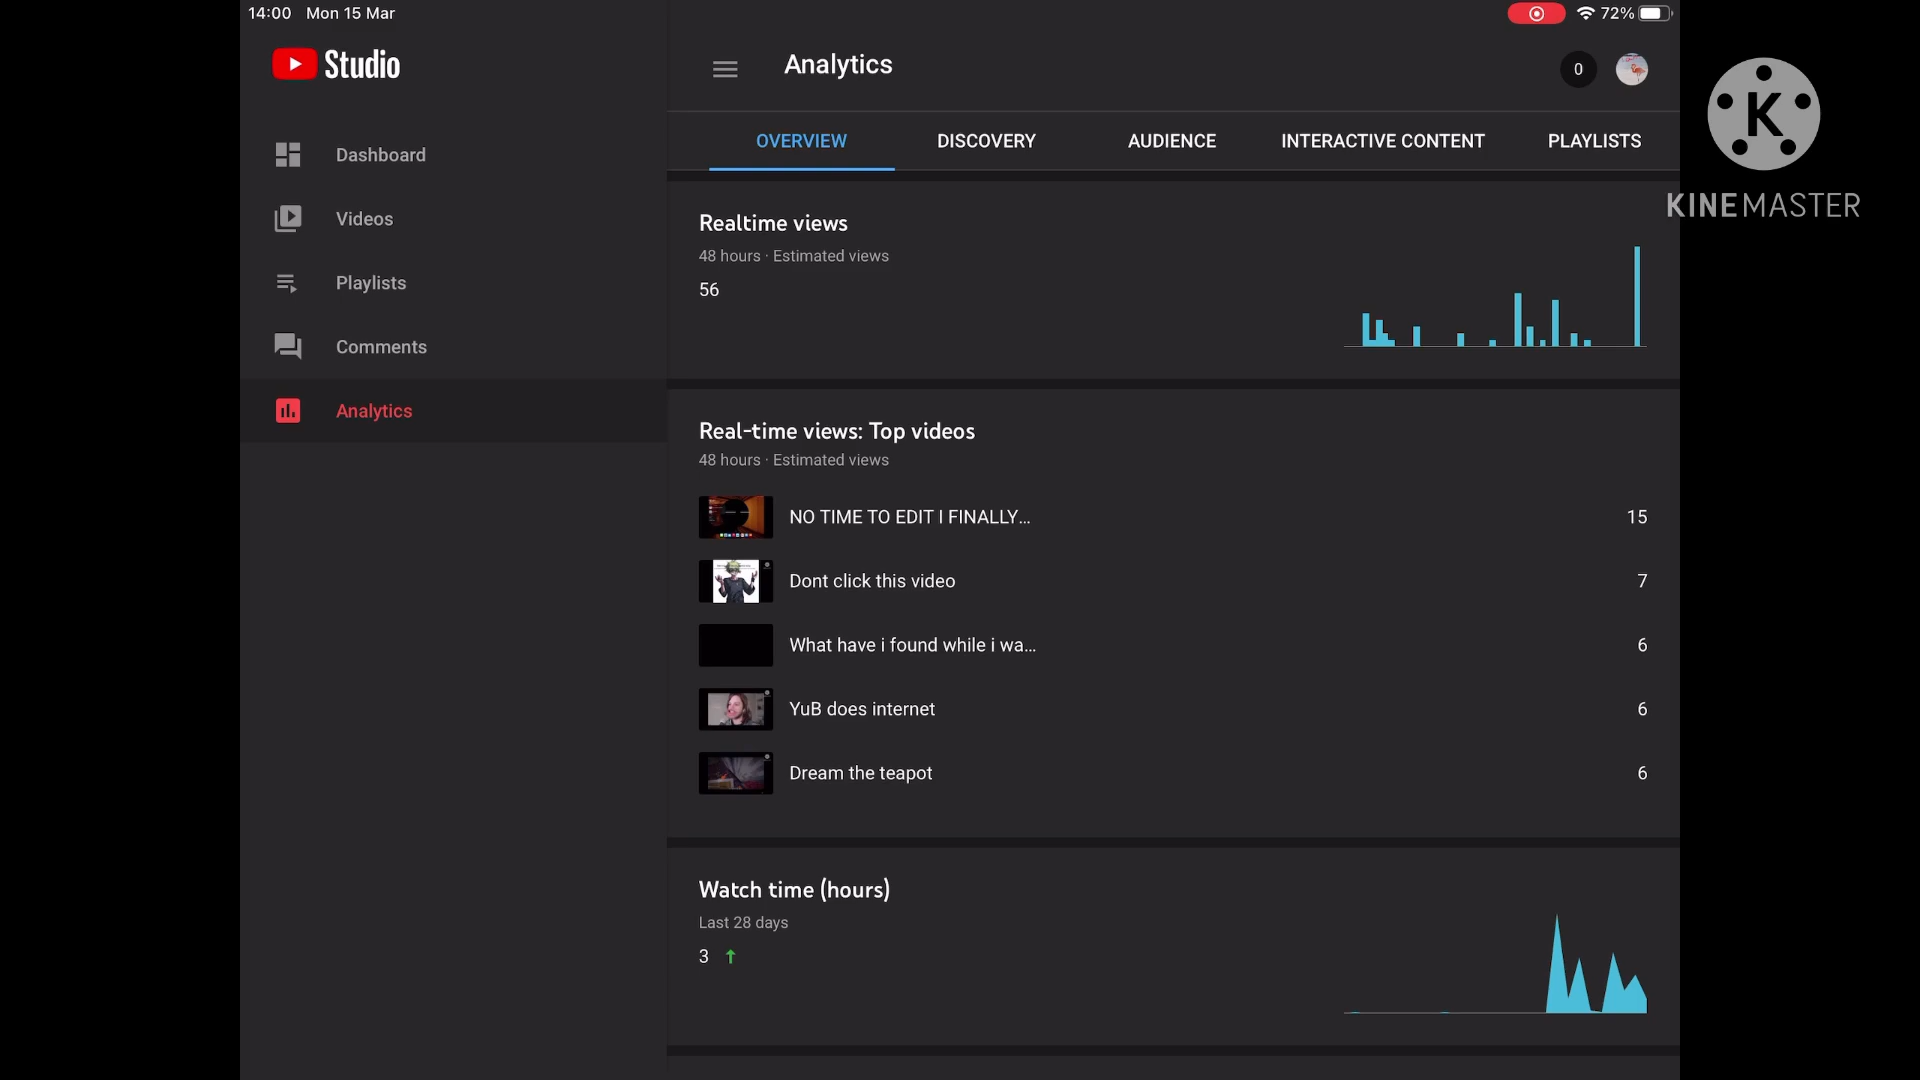 14:00 Mon 15 Mar
72%
Studio
Analytics
0
K
KINEMASTER
Dashboard
Videos
Playlists
Comments
Analytics
OVERVIEW DISCOVERY AUDIENCE INTERACTIVE CONTENT PLAYLISTS
Realtime views
48 hours · Estimated views
56
Real-time views: Top videos
48 hours · Estimated views
NO TIME TO EDIT I FINALLY... 15
Dont click this video 7
What have i found while i wa... 6
YuB does internet 6
Dream the teapot 6
Watch time (hours)
Last 28 days
3